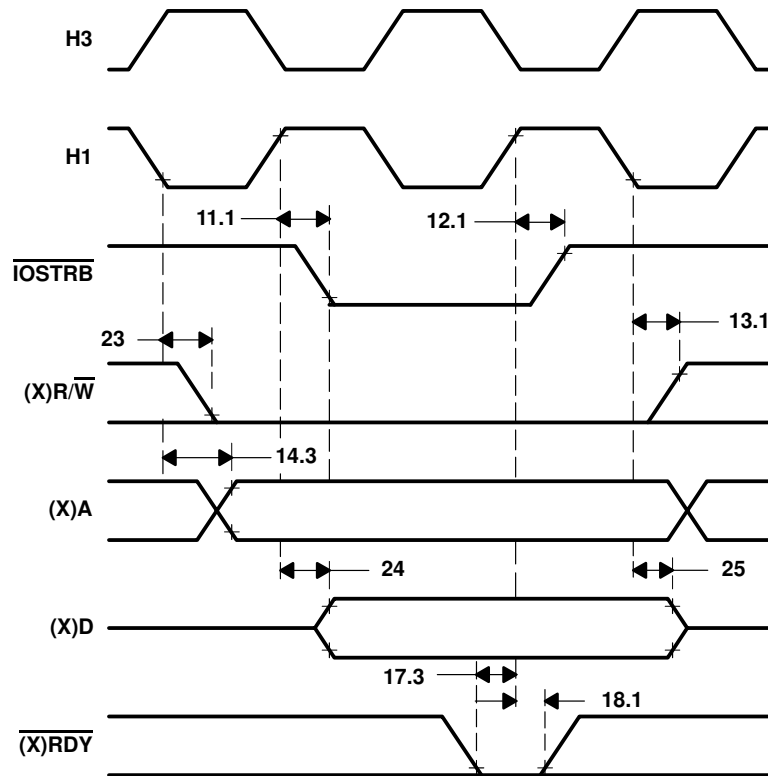 H3
H1
11.1
12.1
IOSTRB
13.1
23
(X)R/W
14.3
(X)A
24
25
(X)D
17.3
18.1
(X)RDY